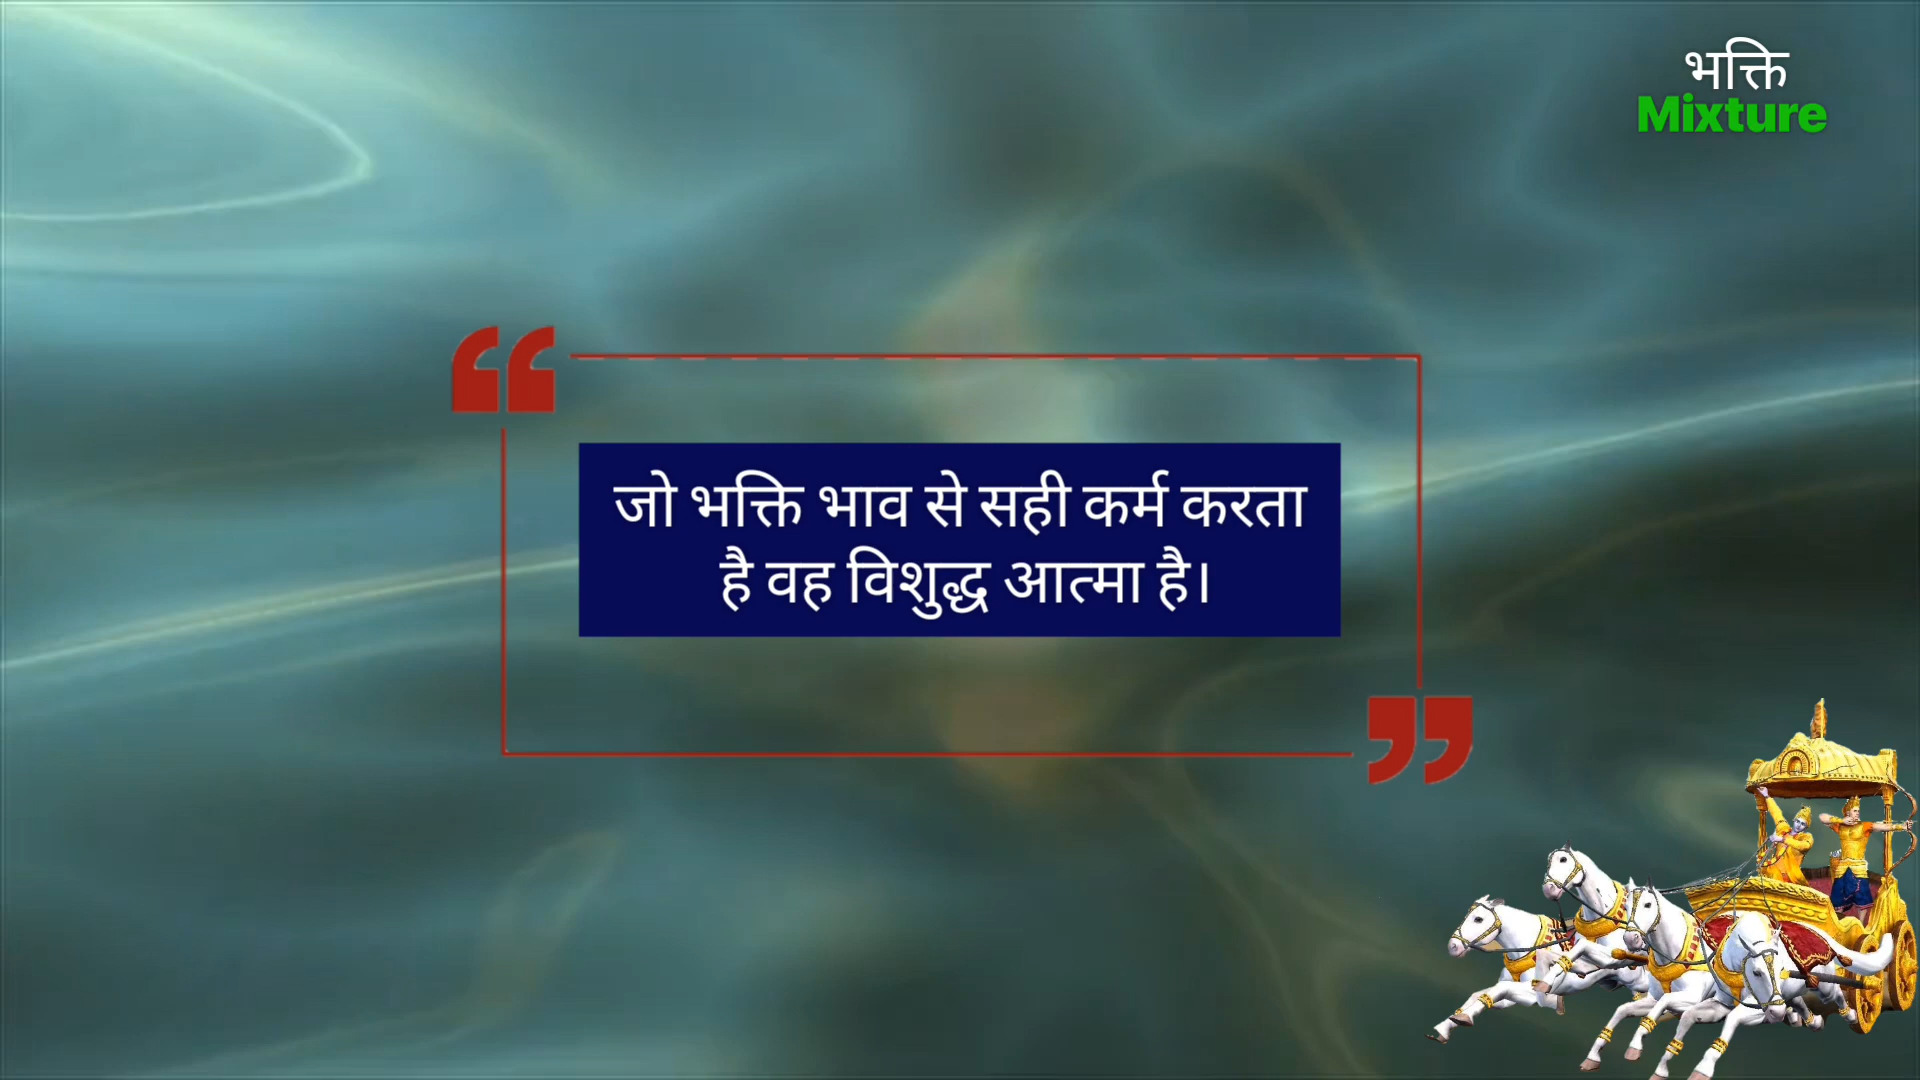 भक्ति
Mixture
जो भक्ति भाव से सही कर्म करता
है वह विशुद्ध आत्मा है।